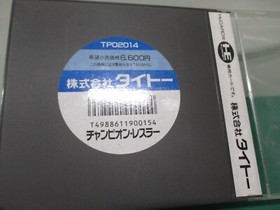 TP02014
希望小売価格6,600円
株式会社タイトー
T4988611900154
チャンピオン・レスラー
HE
株式会社タイトー